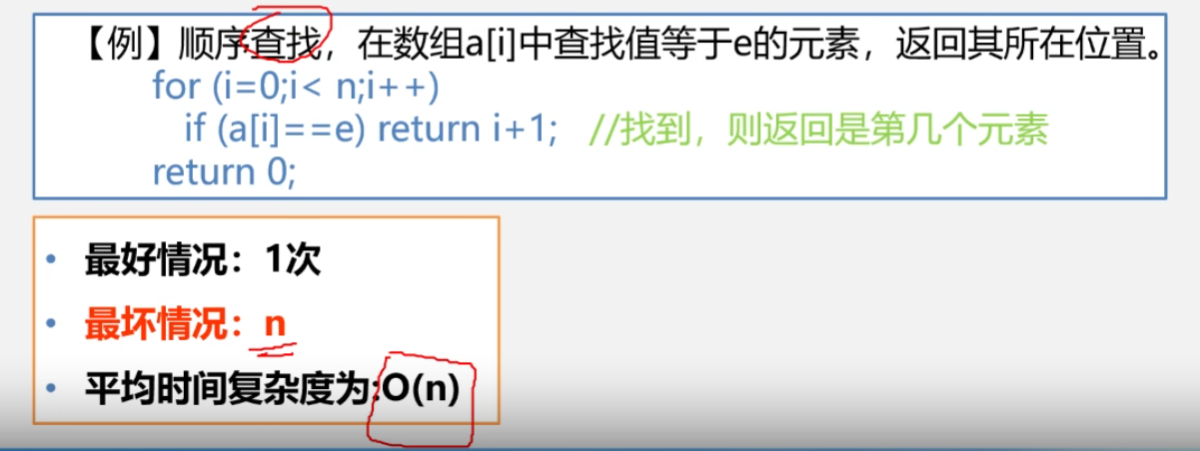 【例】顺序查找，在数组a[i]中查找值等于e的元素，返回其所在位置。
for (i=0;i< n;i++)
if (a[i]==e) return i+1; //找到，则返回是第几个元素
return 0;
• 最好情况：1次
• 最坏情况：n
• 平均时间复杂度为:O(n)